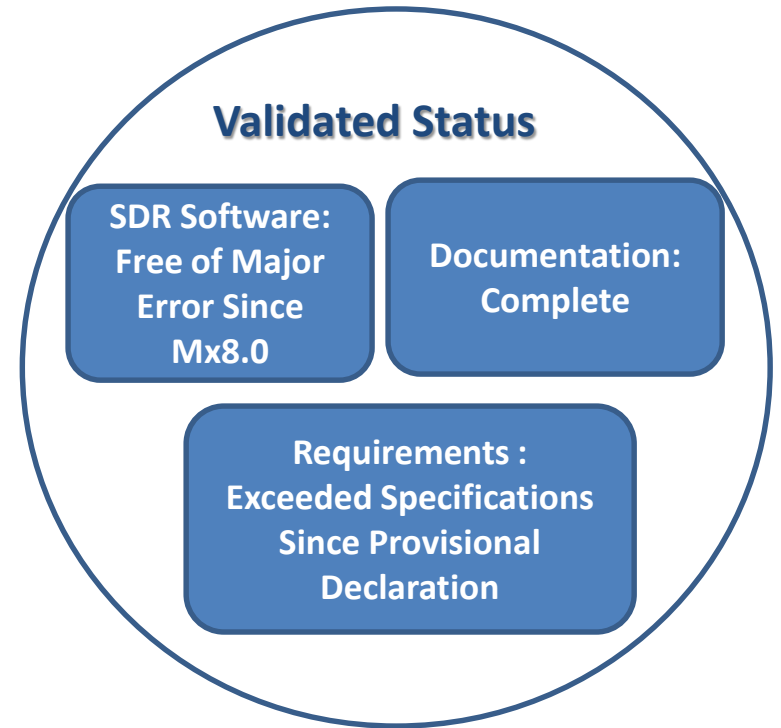 Validated Status
SDR Software:
Free of Major
Error Since
Mx8.0
Documentation:
Complete
Requirements :
Exceeded Specifications
Since Provisional
Declaration